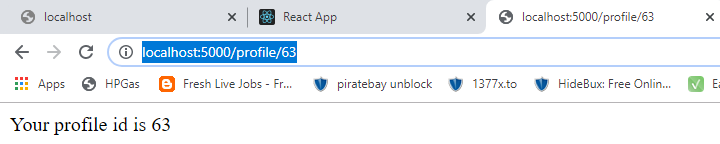 localhost React App localhost:5000/profile/63
localhost:5000/profile/63
Apps HPGas Fresh Live Jobs - Fr... piratebay unblock 1377x.to HideBux: Free Onlin... Ea
Your profile id is 63